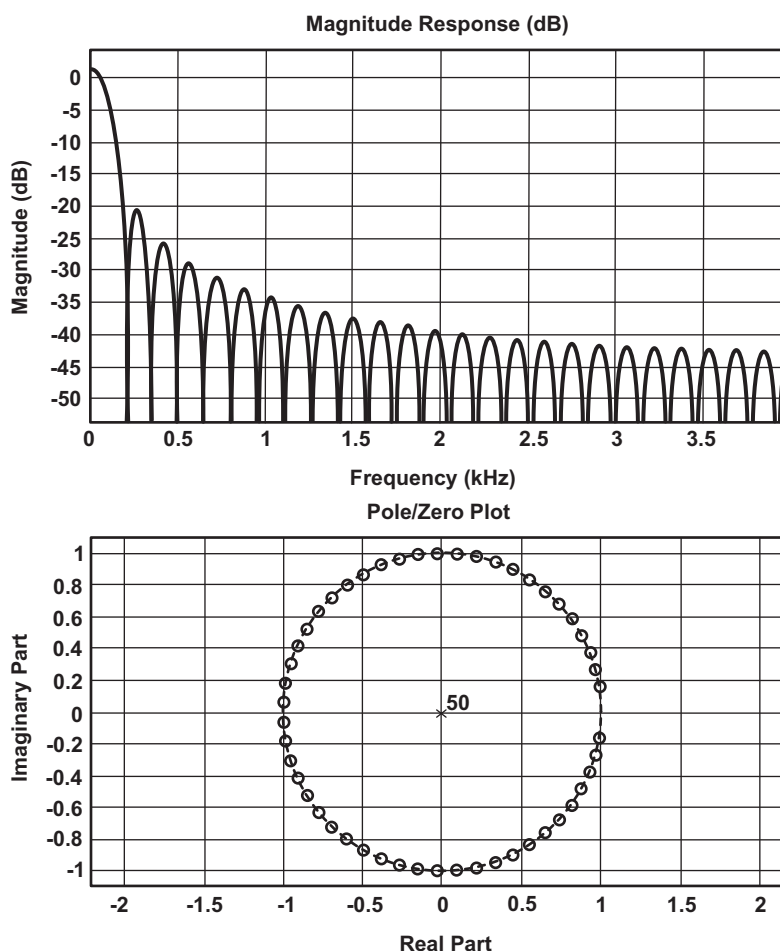 Magnitude Response (dB)
Magnitude (dB)
0
-5
-10
-15
-20
-25
-30
-35
-40
-45
-50
0 0.5 1 1.5 2 2.5 3 3.5
Frequency (kHz)
Pole/Zero Plot
Imaginary Part
1
0.8
0.6
0.4
0.2
0
-0.2
-0.4
-0.6
-0.8
-1
50
-2 -1.5 -1 -0.5 0 0.5 1 1.5 2
Real Part